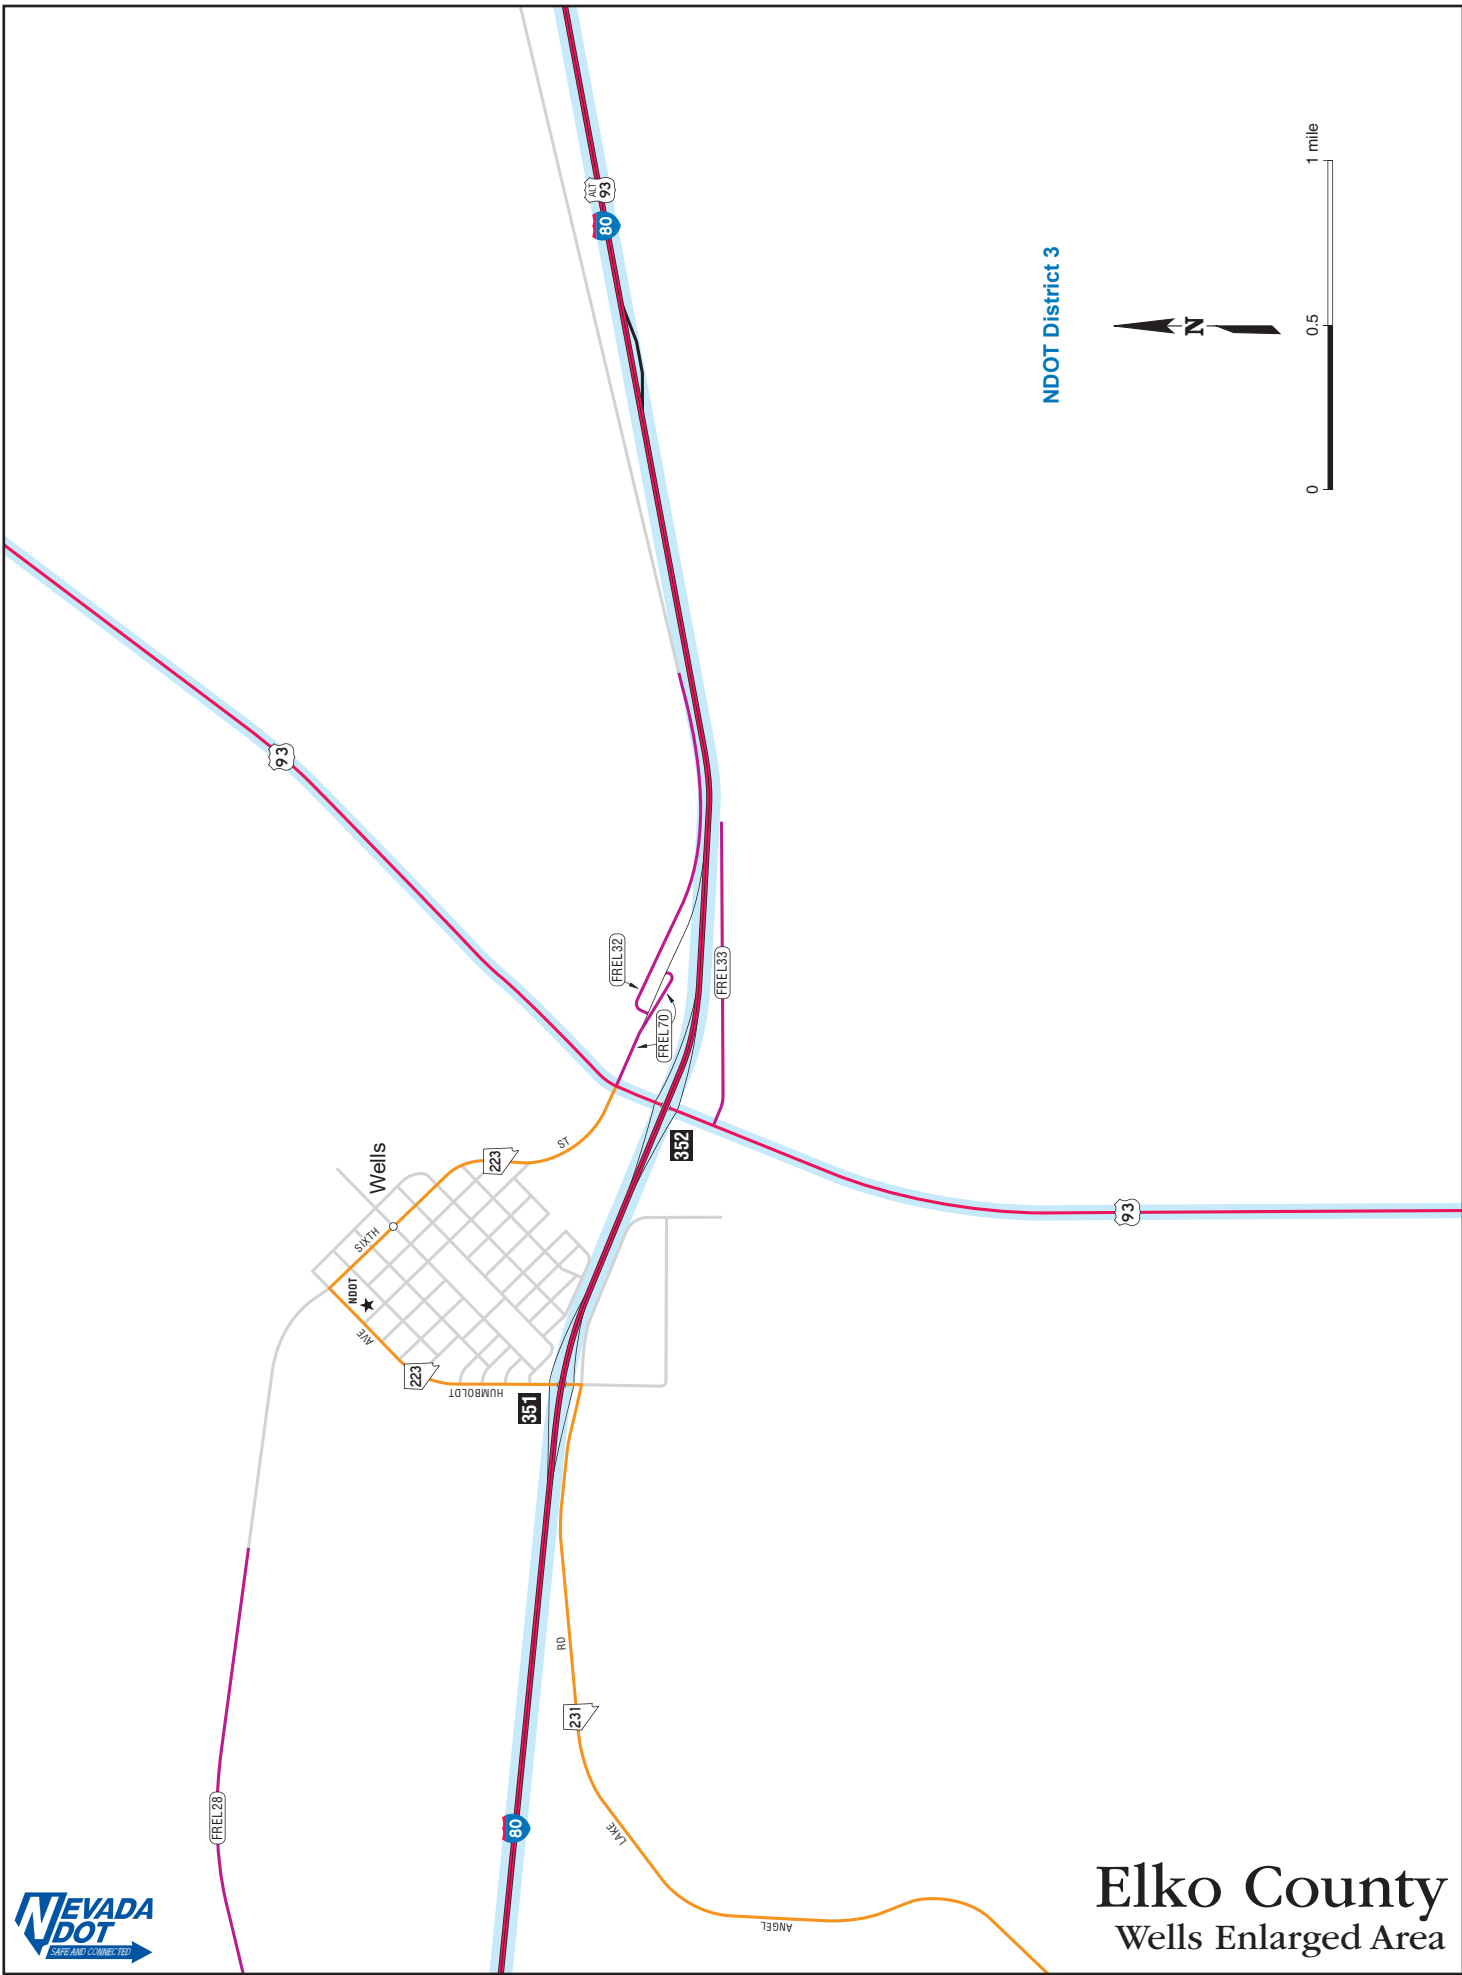 ALT
93
80
1 mile
0.5
0
NDOT District 3
N
93
FREL32
FREL33
FREL70
352
ST
223
Wells
SIXTH
NDOT
AVE
223
HUMBOLDT
351
93
RD
231
LAKE
ANGEL
FREL28
80
NEVADA
DOT
SAFE AND CONNECTED
Elko County
Wells Enlarged Area